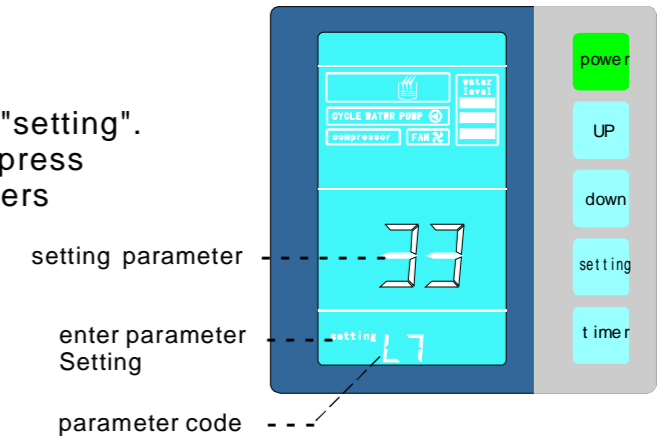 "setting".
press
ers
setting parameter
enter parameter
Setting
parameter code
water
level
CYCLE WATWR PUMP
compressor FAN
33
setting L7
power
UP
down
setting
timer